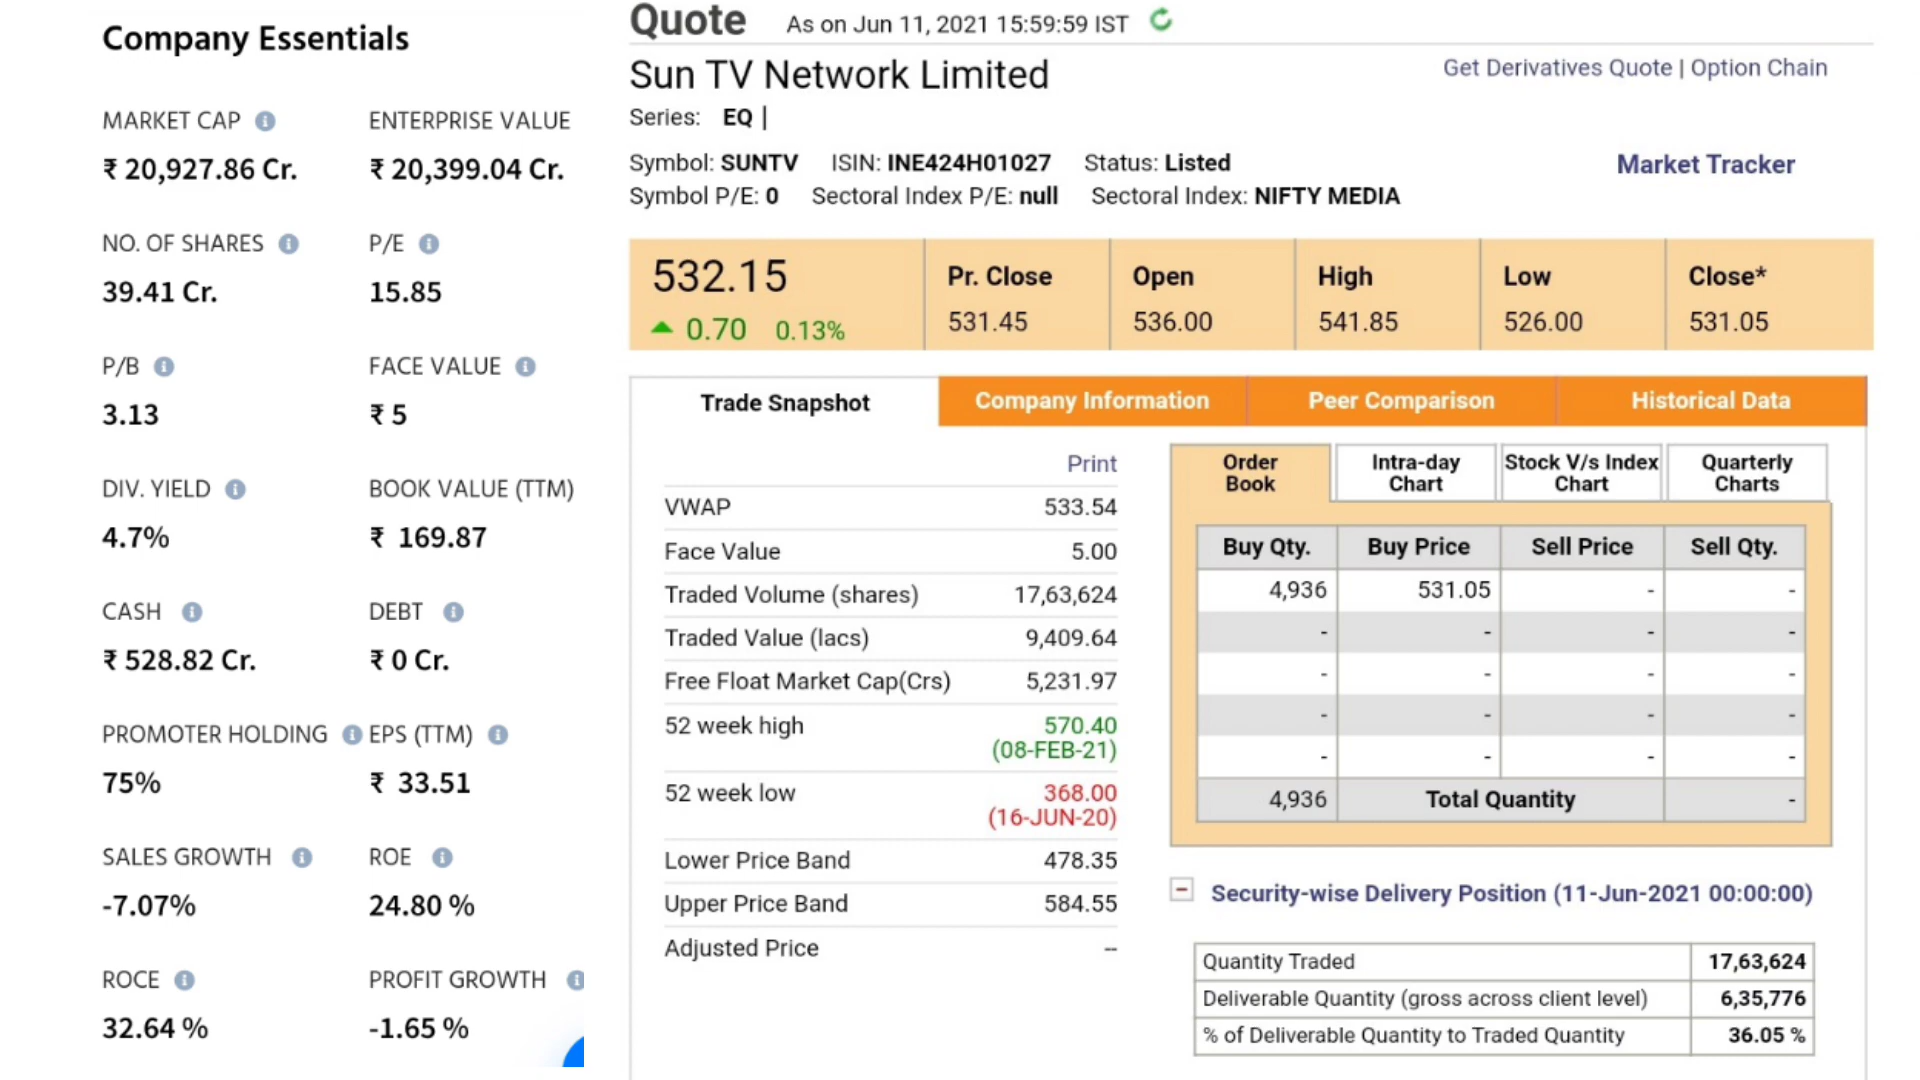 Company Essentials
MARKET CAP ENTERPRISE VALUE
₹ 20,927.86 Cr. ₹ 20,399.04 Cr.
NO. OF SHARES P/E
39.41 Cr. 15.85
P/B FACE VALUE
3.13 ₹ 5
DIV. YIELD BOOK VALUE (TTM)
4.7% ₹ 169.87
CASH DEBT
₹ 528.82 Cr. ₹ 0 Cr.
PROMOTER HOLDING EPS (TTM)
75% ₹ 33.51
SALES GROWTH ROE
-7.07% 24.80 %
ROCE PROFIT GROWTH
32.64 % -1.65 %
Quote As on Jun 11, 2021 15:59:59 IST
Sun TV Network Limited
Get Derivatives Quote | Option Chain
Series: EQ |
Symbol: SUNTV ISIN: INE424H01027 Status: Listed
Market Tracker
Symbol P/E: 0 Sectoral Index P/E: null Sectoral Index: NIFTY MEDIA
532.15 Pr. Close Open High Low Close*
0.70 0.13% 531.45 536.00 541.85 526.00 531.05
Trade Snapshot Company Information Peer Comparison Historical Data
Print
VWAP 533.54
Face Value 5.00
Traded Volume (shares) 17,63,624
Traded Value (lacs) 9,409.64
Free Float Market Cap(Crs) 5,231.97
52 week high 570.40
(08-FEB-21)
52 week low 368.00
(16-JUN-20)
Lower Price Band 478.35
Upper Price Band 584.55
Adjusted Price --
Order Intra-day Stock V/s Index Quarterly
Book Chart Chart Charts
Buy Qty. Buy Price Sell Price Sell Qty.
4,936 531.05 - -
- - - -
- - - -
- - - -
- - - -
4,936 Total Quantity -
Security-wise Delivery Position (11-Jun-2021 00:00:00)
Quantity Traded 17,63,624
Deliverable Quantity (gross across client level) 6,35,776
% of Deliverable Quantity to Traded Quantity 36.05 %